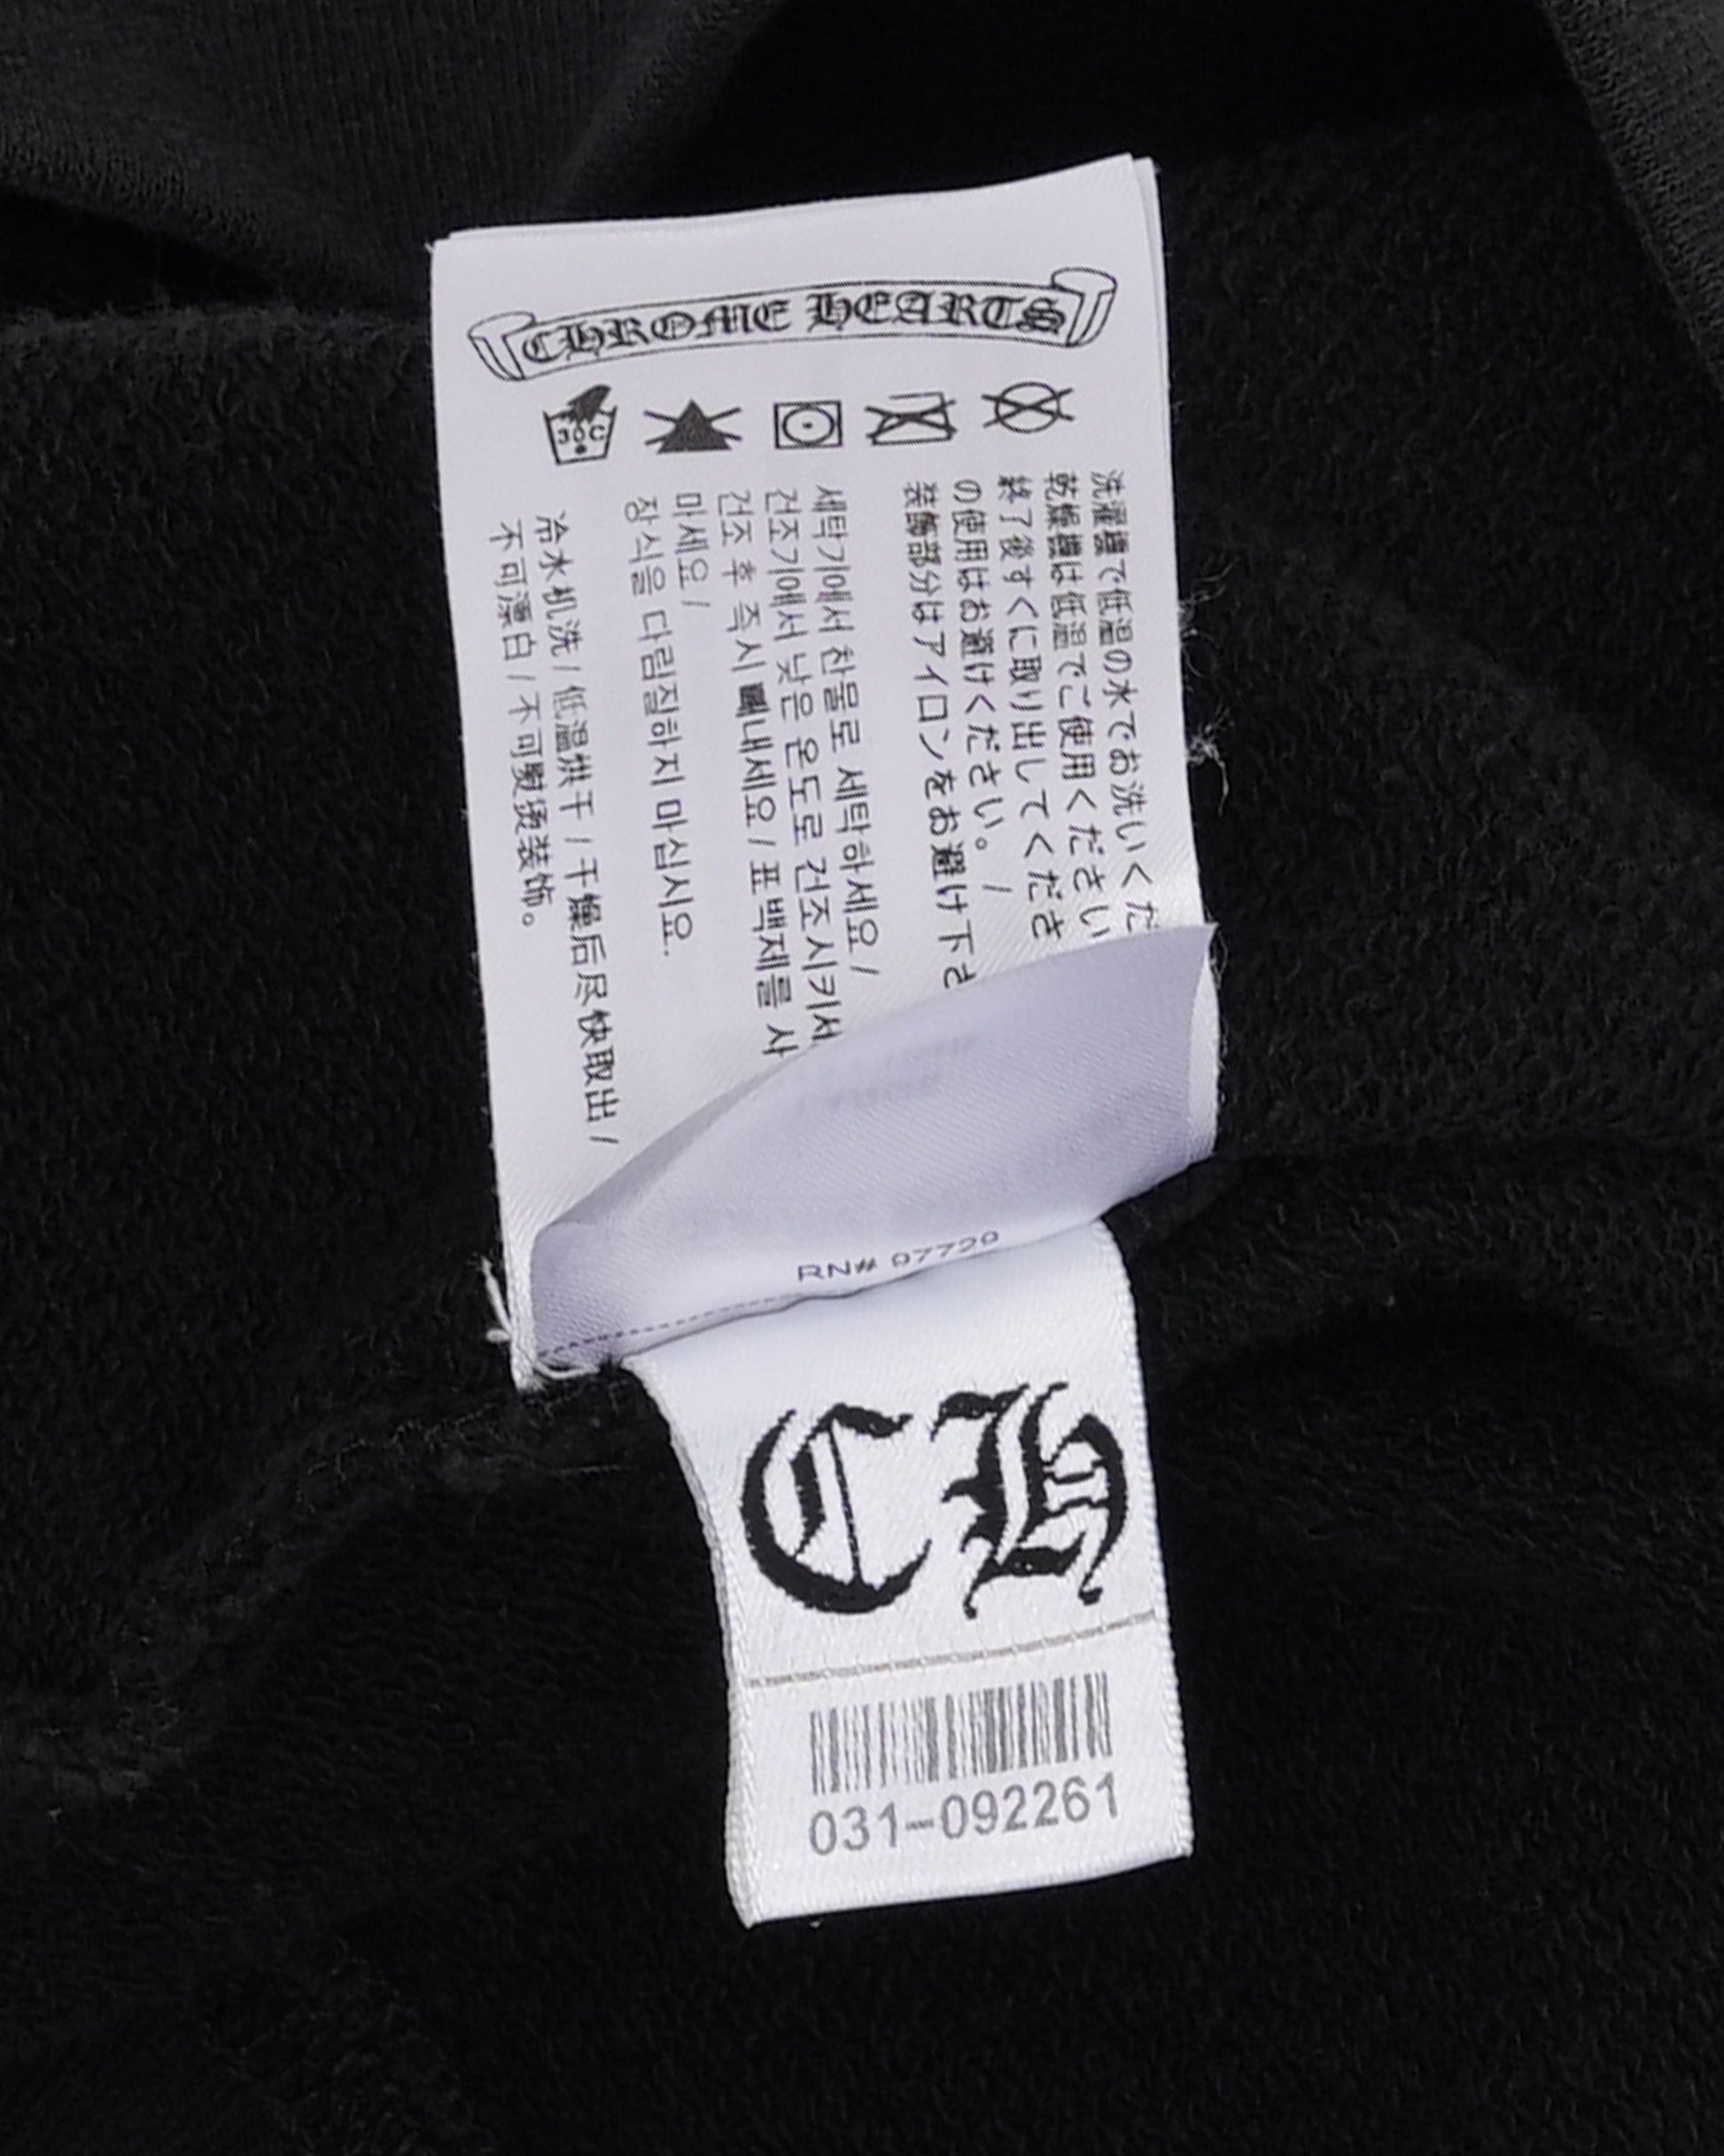 CHROME HEARTS
30C
洗濯機で低温の水でお洗いくだ
乾燥機は低温でご使用ください
終了後すぐに取り出してくださ
の使用はお避けください。 /
装飾部分はアイロンをお避け下さ
세탁기에서 찬물로 세탁하세요 /
건조기에서 낮은 온도로 건조시키세
건조 후 즉시 빼내세요 / 표백제를 사
마세요 /
장식을 다림질하지 마십시요.
冷水机洗 / 低温烘干 / 干燥后尽快取出 /
不可漂白 / 不可熨烫装饰。
RN# 07720
CH
031-092261